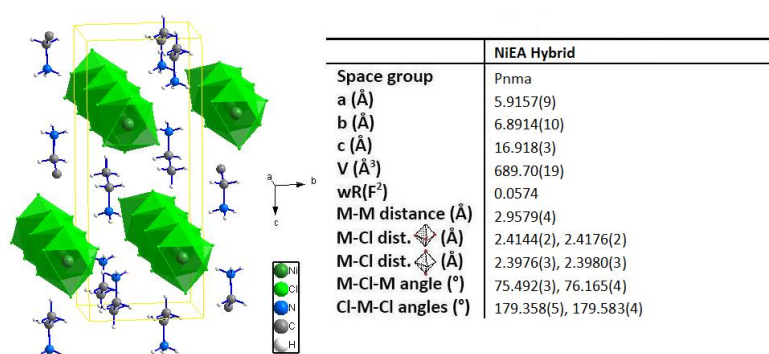 a
b
c
Ni
Cl
N
C
H
NiEA Hybrid
Space group Pnma
a (Å) 5.9157(9)
b (Å) 6.8914(10)
c (Å) 16.918(3)
V (Å³) 689.70(19)
wR(F²) 0.0574
M-M distance (Å) 2.9579(4)
M-Cl dist. (Å) 2.4144(2), 2.4176(2)
M-Cl dist. (Å) 2.3976(3), 2.3980(3)
M-Cl-M angle (°) 75.492(3), 76.165(4)
Cl-M-Cl angles (°) 179.358(5), 179.583(4)